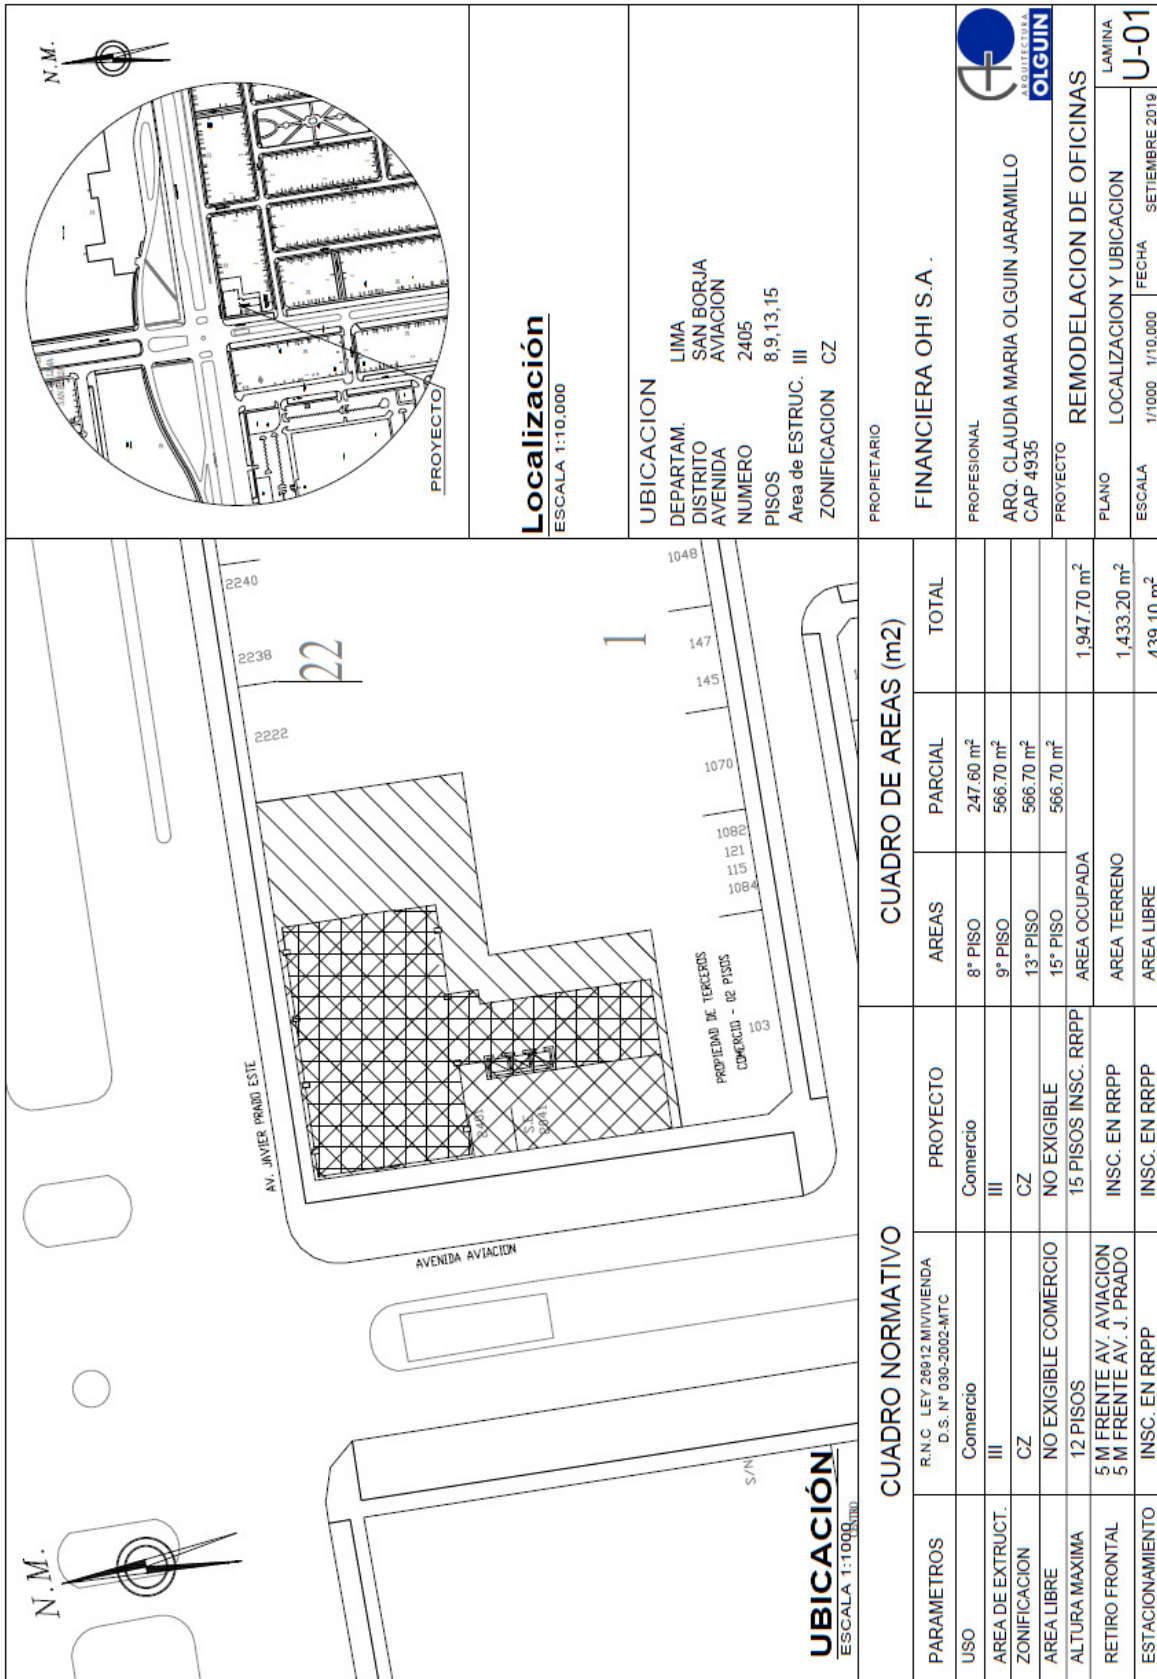 N.M.
AV. JAVIER PRADO ESTE
AVENIDA AVIACION
2240
2238
22
2222
1
1048
147
145
1070
1082
121
115
1084
PROPIEDAD DE TERCEROS
COMERCIO - 02 PISOS
103
S/N
UBICACIÓN
ESCALA 1:1000
N.M.
PROYECTO
Localización
ESCALA 1:10,000
UBICACION
DEPARTAM. LIMA
DISTRITO SAN BORJA
AVENIDA AVIACION
NUMERO 2405
PISOS 8,9,13,15
Area de ESTRUC. III
ZONIFICACION CZ
CUADRO NORMATIVO
PARAMETROS R.N.C LEY 26912 MIVIVIENDA PROYECTO
D.S. N° 030-2002-MTC
USO Comercio Comercio
AREA DE EXTRUCT. III III
ZONIFICACION CZ CZ
AREA LIBRE NO EXIGIBLE COMERCIO NO EXIGIBLE
ALTURA MAXIMA 12 PISOS 15 PISOS INSC. RRPP
RETIRO FRONTAL 5 M FRENTE AV. AVIACION INSC. EN RRPP
5 M FRENTE AV. J. PRADO
ESTACIONAMIENTO INSC. EN RRPP INSC. EN RRPP
CUADRO DE AREAS (m2)
AREAS PARCIAL TOTAL
8° PISO 247.60 m²
9° PISO 566.70 m²
13° PISO 566.70 m²
15° PISO 566.70 m²
AREA OCUPADA 1,947.70 m²
AREA TERRENO 1,433.20 m²
AREA LIBRE 439.10 m²
PROPIETARIO
FINANCIERA OH! S.A .
PROFESIONAL
ARQ. CLAUDIA MARIA OLGUIN JARAMILLO
CAP 4935
ARQUITECTURA
OLGUIN
PROYECTO
REMODELACION DE OFICINAS
PLANO LOCALIZACION Y UBICACION
LAMINA
U-01
ESCALA 1/1000 1/10,000 FECHA SETIEMBRE 2019